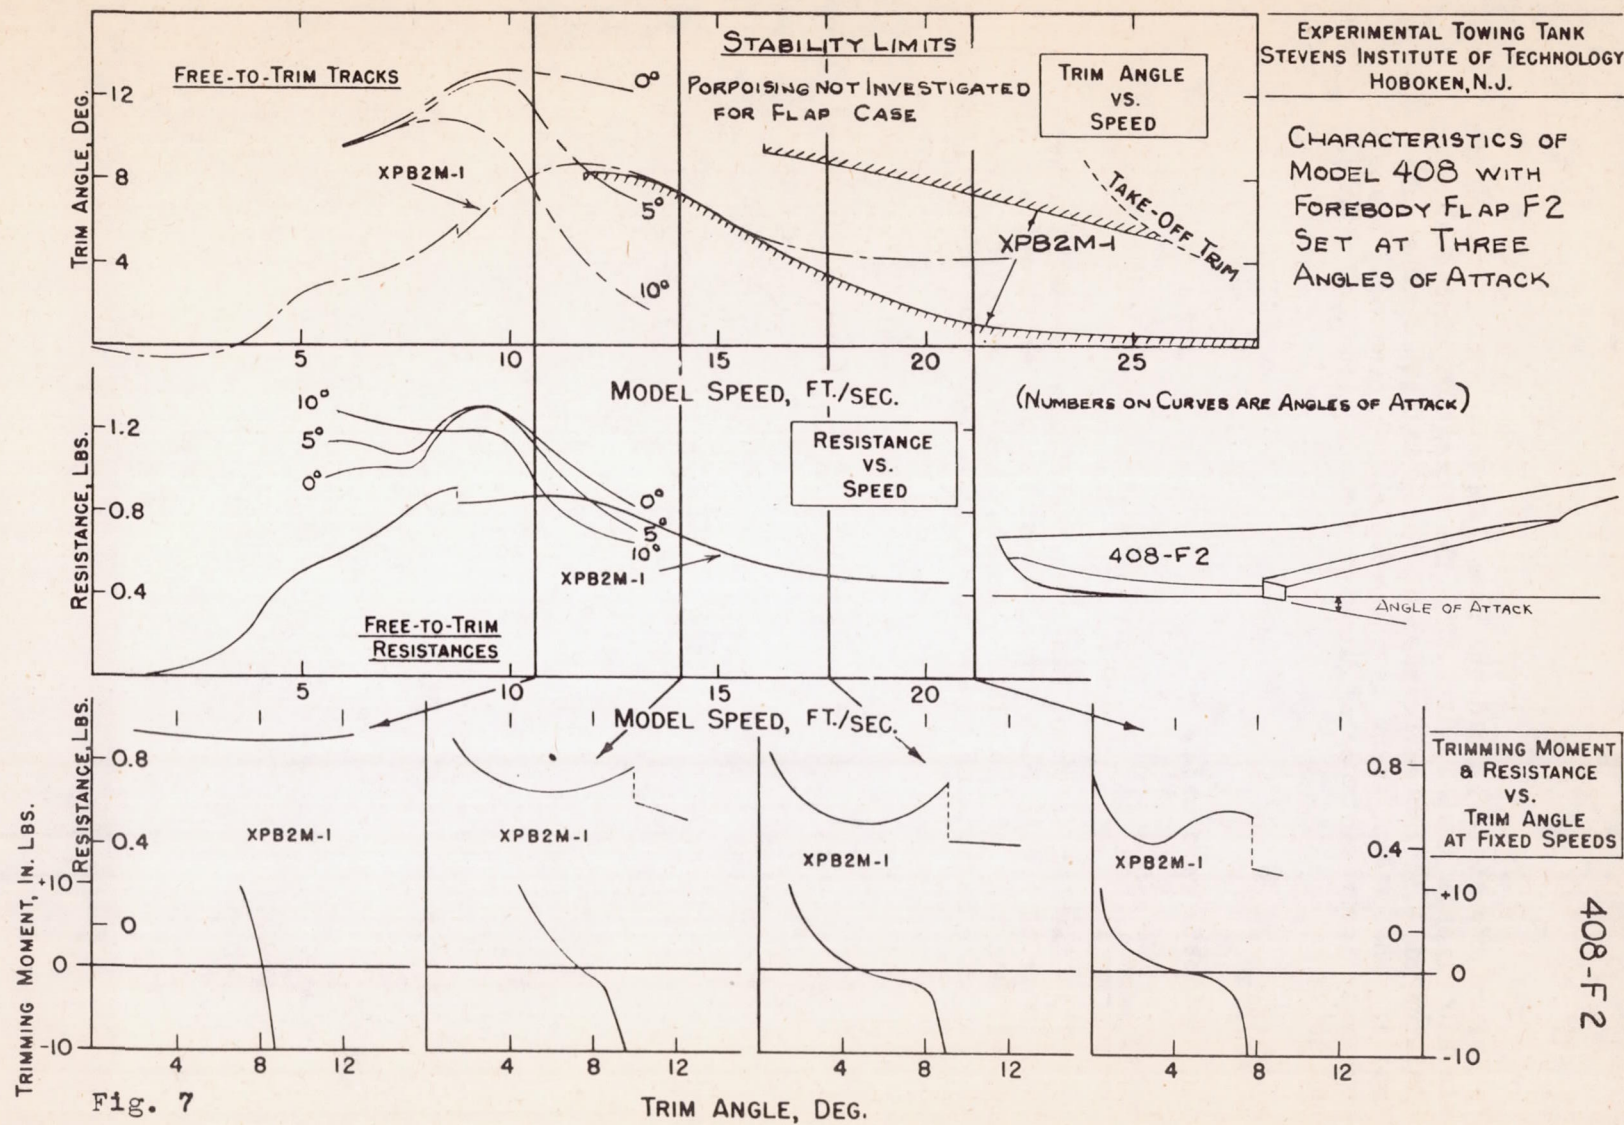 EXPERIMENTAL TOWING TANK
STEVENS INSTITUTE OF TECHNOLOGY
HOBOKEN, N.J.
CHARACTERISTICS OF
MODEL 408 WITH
FOREBODY FLAP F2
SET AT THREE
ANGLES OF ATTACK
STABILITY LIMITS
FREE-TO-TRIM TRACKS
PORPOISING NOT INVESTIGATED
FOR FLAP CASE
TRIM ANGLE
VS.
SPEED
TRIM ANGLE, DEG.
12
8
4
0°
5°
10°
XPB2M-1
XPB2M-1
TAKE-OFF TRIM
5
10
15
20
25
MODEL SPEED, FT./SEC.
(NUMBERS ON CURVES ARE ANGLES OF ATTACK)
RESISTANCE, LBS.
1.2
0.8
0.4
10°
5°
0°
0°
5°
10°
XPB2M-1
RESISTANCE
VS.
SPEED
FREE-TO-TRIM
RESISTANCES
408-F2
ANGLE OF ATTACK
5
10
15
20
MODEL SPEED, FT./SEC.
TRIMMING MOMENT
& RESISTANCE
VS.
TRIM ANGLE
AT FIXED SPEEDS
RESISTANCE, LBS.
0.8
0.4
0
TRIMMING MOMENT, IN. LBS.
+10
0
-10
XPB2M-1
XPB2M-1
XPB2M-1
XPB2M-1
0.8
0.4
0
+10
0
-10
4
8
12
4
8
12
4
8
12
4
8
12
TRIM ANGLE, DEG.
Fig. 7
408-F2